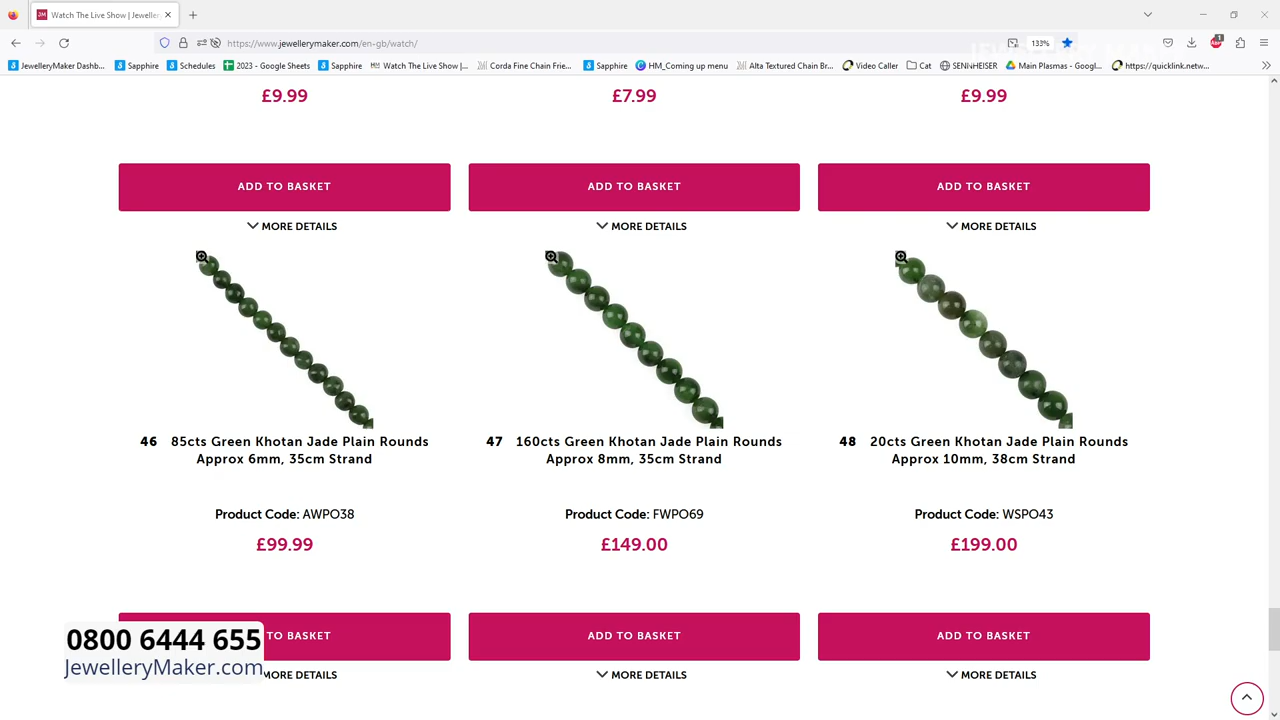 Watch The Live Show | Jeweller
https://www.jewellerymaker.com/en-gb/watch/
133%
JewelleryMaker Dashb...
Sapphire
Schedules
2023 - Google Sheets
Sapphire
Watch The Live Show |...
Corda Fine Chain Frie...
Sapphire
HM_Coming up menu
Alta Textured Chain Br...
Video Caller
Cat
SENNHEISER
Main Plasmas - Googl...
https://quicklink.netw...
£9.99
£7.99
£9.99
ADD TO BASKET
ADD TO BASKET
ADD TO BASKET
MORE DETAILS
MORE DETAILS
MORE DETAILS
46 85cts Green Khotan Jade Plain Rounds
Approx 6mm, 35cm Strand
47 160cts Green Khotan Jade Plain Rounds
Approx 8mm, 35cm Strand
48 20cts Green Khotan Jade Plain Rounds
Approx 10mm, 38cm Strand
Product Code: AWPO38
Product Code: FWPO69
Product Code: WSPO43
£99.99
£149.00
£199.00
TO BASKET
ADD TO BASKET
ADD TO BASKET
0800 6444 655
JewelleryMaker.com
MORE DETAILS
MORE DETAILS
MORE DETAILS